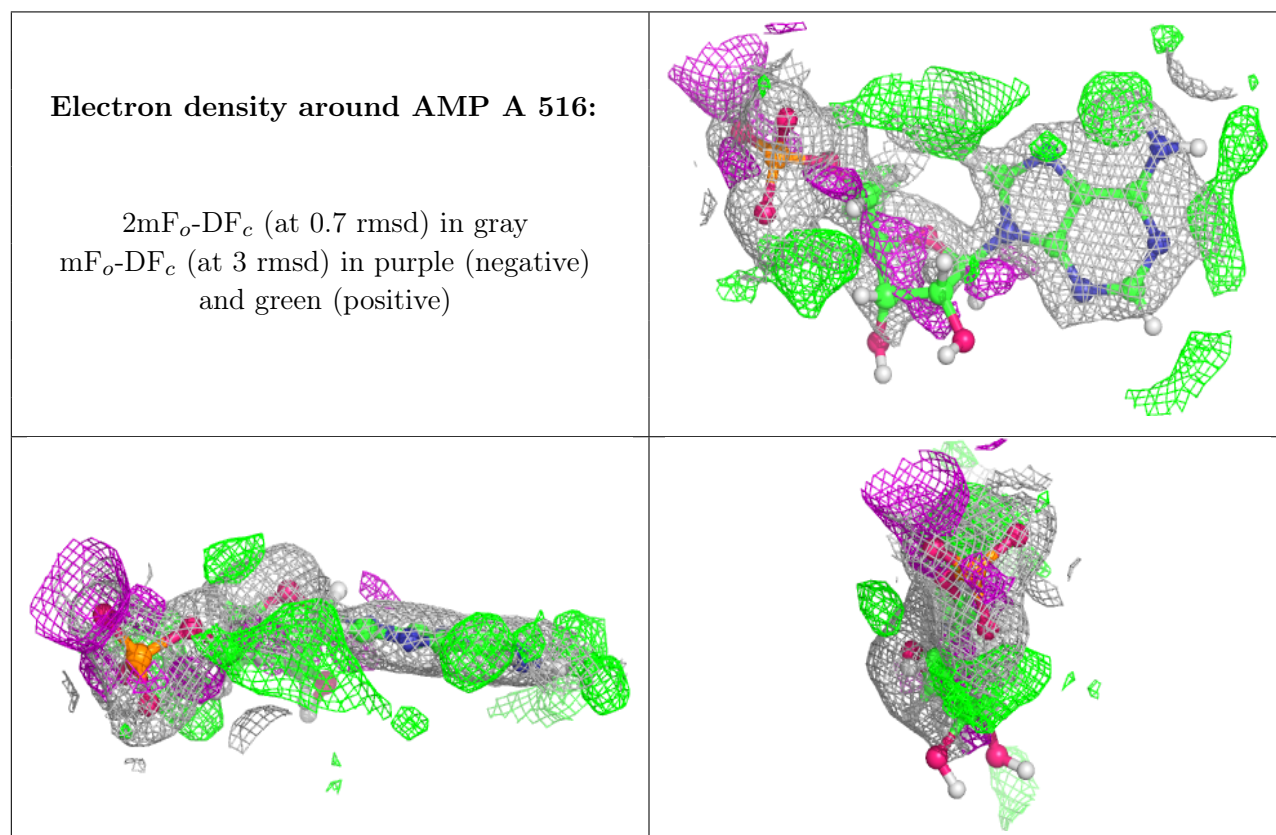 Electron density around AMP A 516:
2mFo-DFc (at 0.7 rmsd) in gray
mFo-DFc (at 3 rmsd) in purple (negative)
and green (positive)